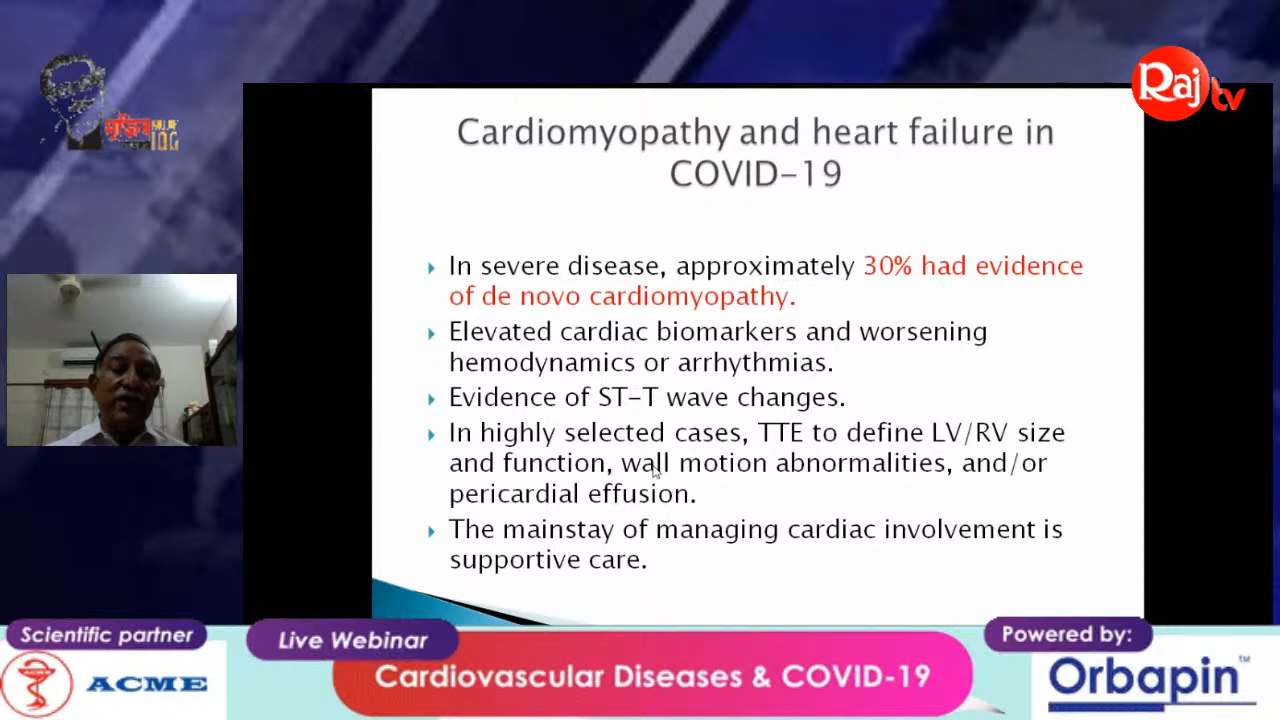 Raj tv
মুজিব
100
Cardiomyopathy and heart failure in
COVID-19
In severe disease, approximately 30% had evidence
of de novo cardiomyopathy.
Elevated cardiac biomarkers and worsening
hemodynamics or arrhythmias.
Evidence of ST-T wave changes.
In highly selected cases, TTE to define LV/RV size
and function, wall motion abnormalities, and/or
pericardial effusion.
The mainstay of managing cardiac involvement is
supportive care.
Scientific partner
ACME
Live Webinar
Cardiovascular Diseases & COVID-19
Powered by:
Orbapin™